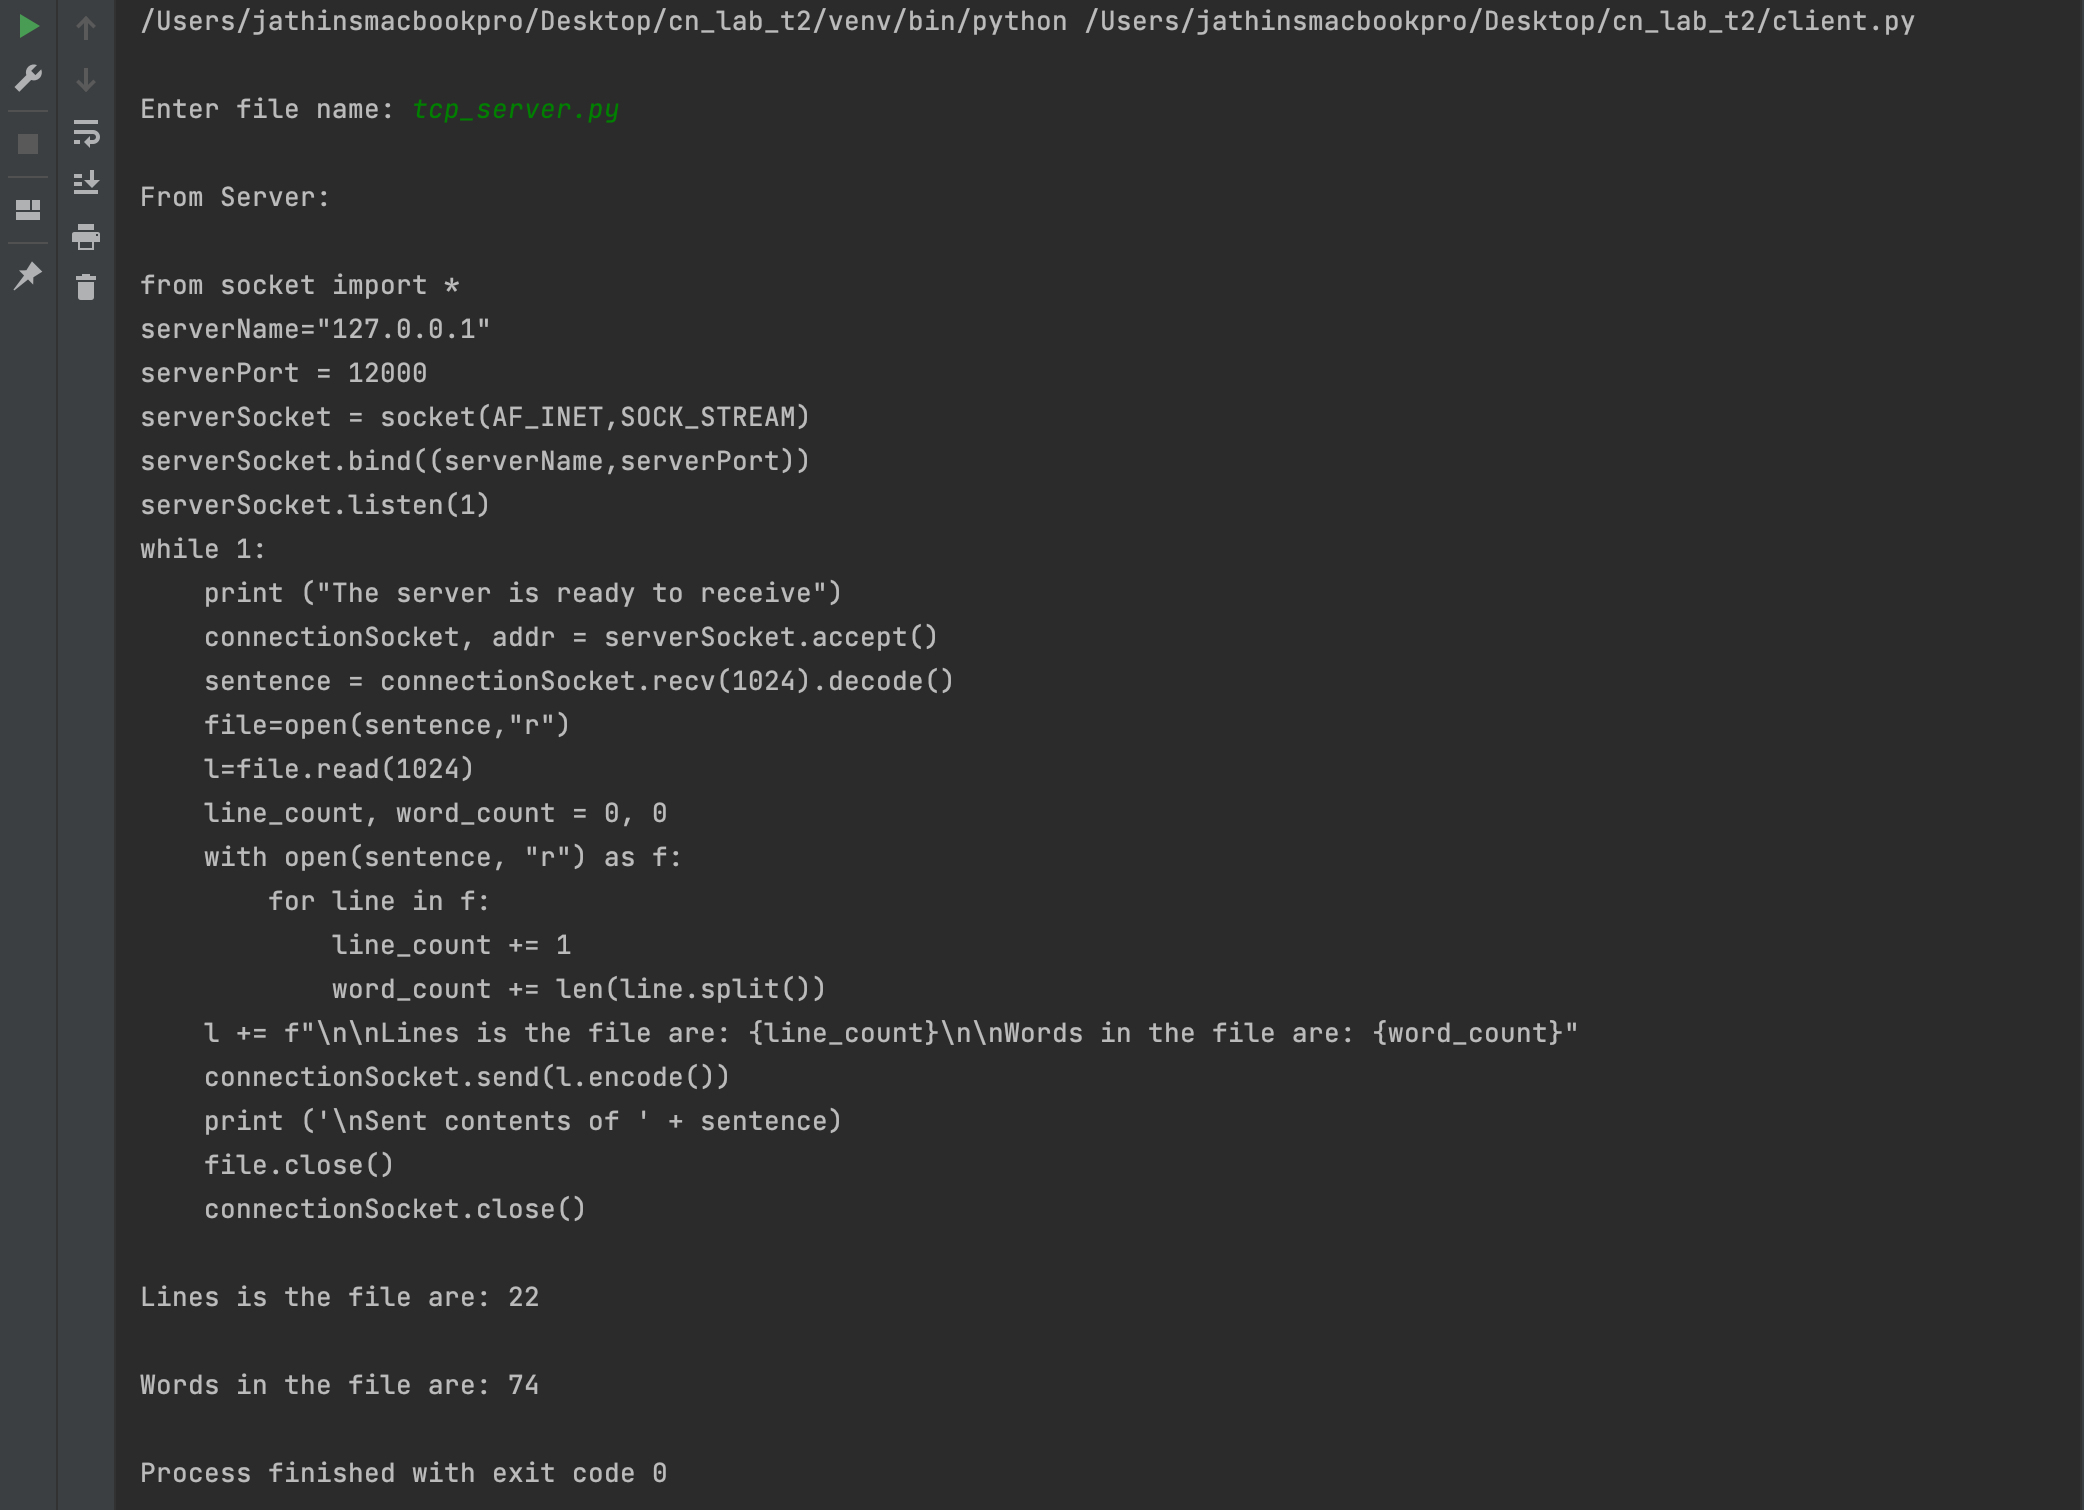 /Users/jathinsmacbookpro/Desktop/cn_lab_t2/venv/bin/python /Users/jathinsmacbookpro/Desktop/cn_lab_t2/client.py
Enter file name: tcp_server.py
From Server:
from socket import *
serverName="127.0.0.1"
serverPort = 12000
serverSocket = socket(AF_INET,SOCK_STREAM)
serverSocket.bind((serverName,serverPort))
serverSocket.listen(1)
while 1:
    print ("The server is ready to receive")
    connectionSocket, addr = serverSocket.accept()
    sentence = connectionSocket.recv(1024).decode()
    file=open(sentence,"r")
    l=file.read(1024)
    line_count, word_count = 0, 0
    with open(sentence, "r") as f:
        for line in f:
            line_count += 1
            word_count += len(line.split())
    l += f"\n\nLines is the file are: {line_count}\n\nWords in the file are: {word_count}"
    connectionSocket.send(l.encode())
    print ('\nSent contents of ' + sentence)
    file.close()
    connectionSocket.close()
Lines is the file are: 22
Words in the file are: 74
Process finished with exit code 0